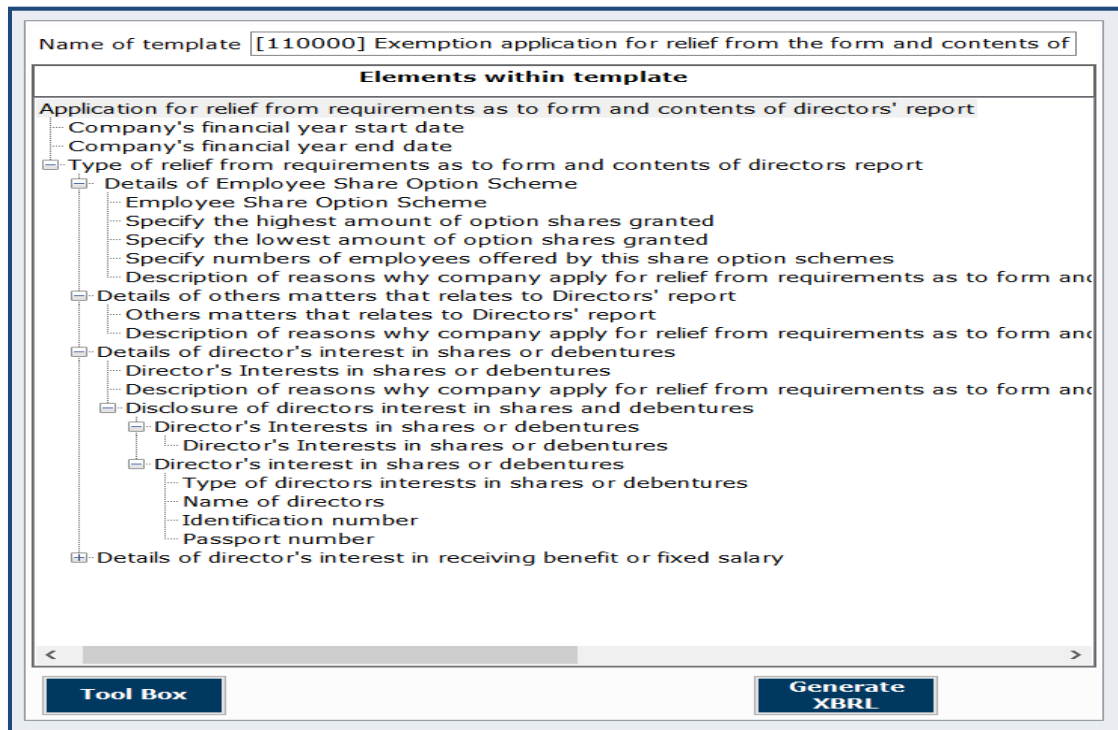 Name of template [110000] Exemption application for relief from the form and contents of
Elements within template
Application for relief from requirements as to form and contents of directors' report
Company's financial year start date
Company's financial year end date
Type of relief from requirements as to form and contents of directors report
Details of Employee Share Option Scheme
Employee Share Option Scheme
Specify the highest amount of option shares granted
Specify the lowest amount of option shares granted
Specify numbers of employees offered by this share option schemes
Description of reasons why company apply for relief from requirements as to form and
Details of others matters that relates to Directors' report
Others matters that relates to Directors' report
Description of reasons why company apply for relief from requirements as to form and
Details of director's interest in shares or debentures
Director's Interests in shares or debentures
Description of reasons why company apply for relief from requirements as to form and
Disclosure of directors interest in shares and debentures
Director's Interests in shares or debentures
Director's Interests in shares or debentures
Director's interest in shares or debentures
Type of directors interests in shares or debentures
Name of directors
Identification number
Passport number
Details of director's interest in receiving benefit or fixed salary
Tool Box
Generate
XBRL